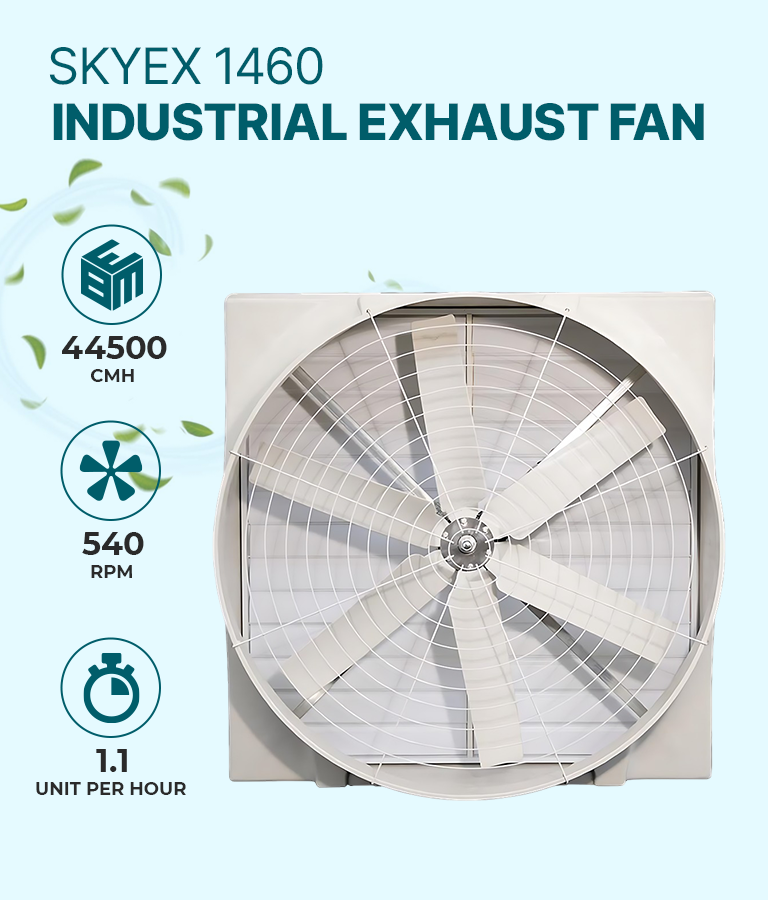 SKYEX 1460
INDUSTRIAL EXHAUST FAN
44500
CMH
540
RPM
1.1
UNIT PER HOUR